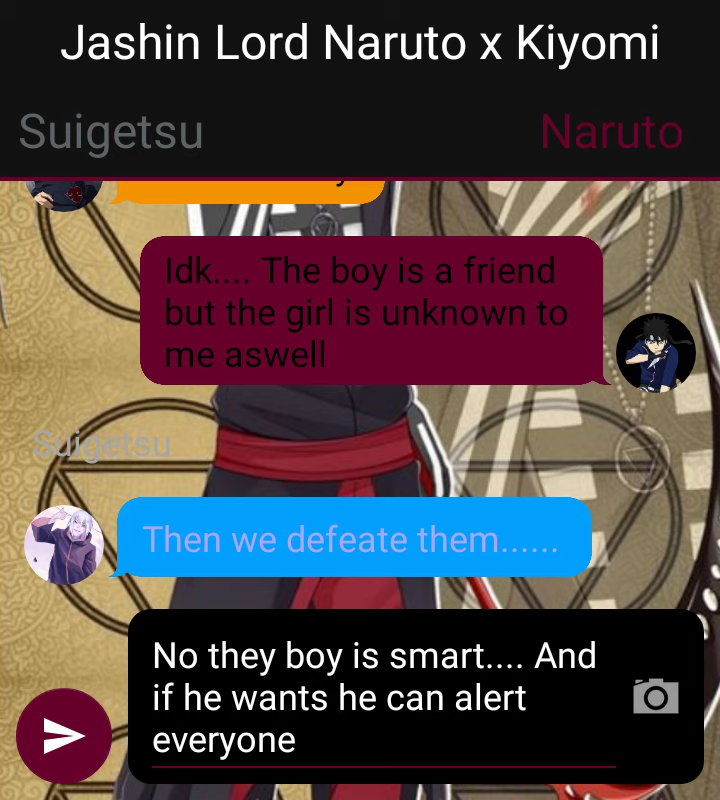 Jashin Lord Naruto x Kiyomi
Suigetsu
Naruto
Idk.... The boy is a friend
but the girl is unknown to
me aswell
Suigetsu
Then we defeate them......
No they boy is smart.... And
if he wants he can alert
everyone